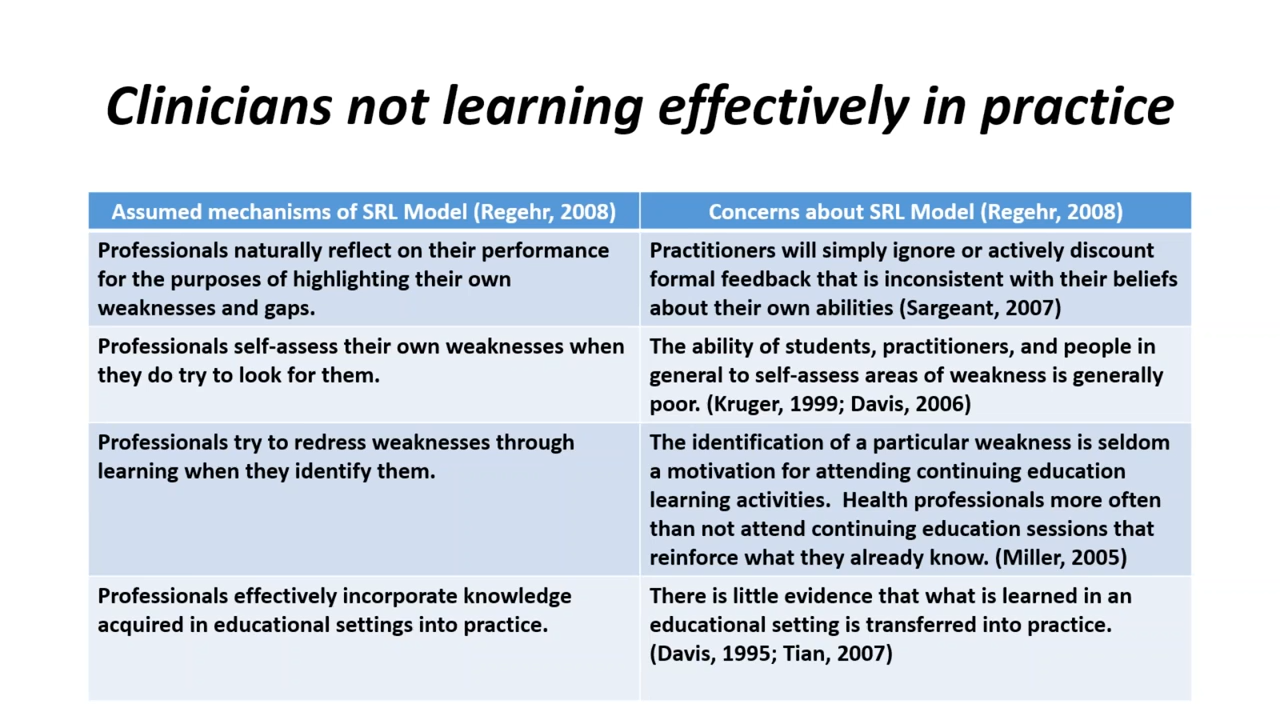 Clinicians not learning effectively in practice
Assumed mechanisms of SRL Model (Regehr, 2008)
Concerns about SRL Model (Regehr, 2008)
Professionals naturally reflect on their performance
for the purposes of highlighting their own
weaknesses and gaps.
Practitioners will simply ignore or actively discount
formal feedback that is inconsistent with their beliefs
about their own abilities (Sargeant, 2007)
Professionals self-assess their own weaknesses when
they do try to look for them.
The ability of students, practitioners, and people in
general to self-assess areas of weakness is generally
poor. (Kruger, 1999; Davis, 2006)
Professionals try to redress weaknesses through
learning when they identify them.
The identification of a particular weakness is seldom
a motivation for attending continuing education
learning activities.  Health professionals more often
than not attend continuing education sessions that
reinforce what they already know. (Miller, 2005)
Professionals effectively incorporate knowledge
acquired in educational settings into practice.
There is little evidence that what is learned in an
educational setting is transferred into practice.
(Davis, 1995; Tian, 2007)